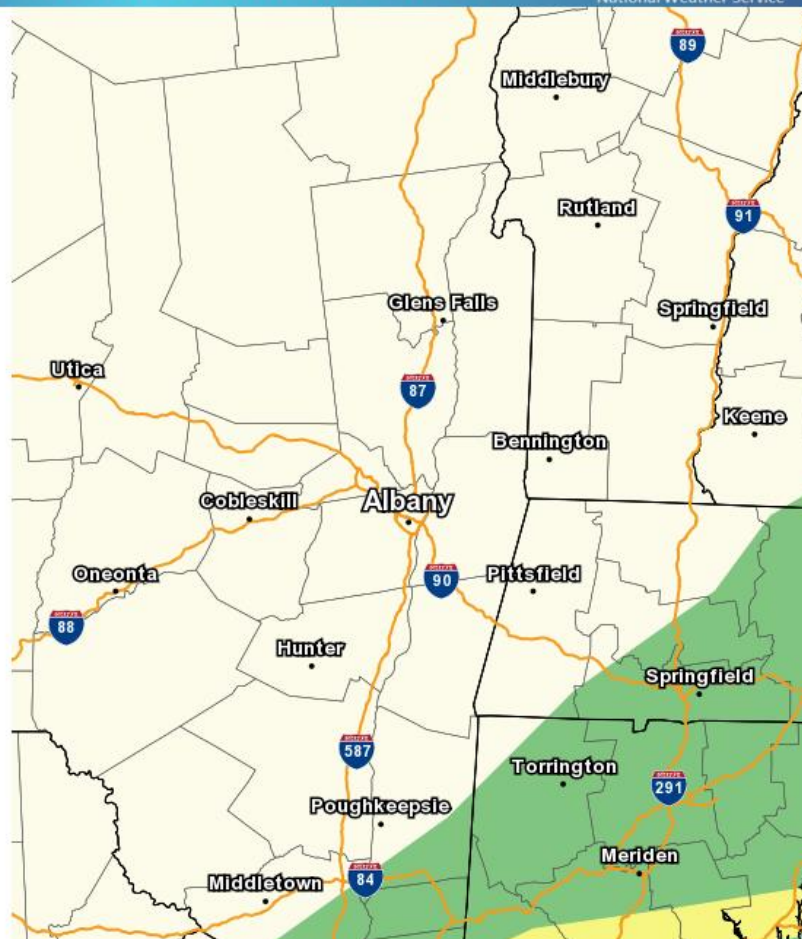 National Weather Service
89
Middlebury
Rutland
91
Glens Falls
Springfield
Utica
87
Keene
Bennington
Cobleskill
Albany
Oneonta
90
Pittsfield
88
Hunter
Springfield
587
Torrington
291
Poughkeepsie
Meriden
84
Middletown